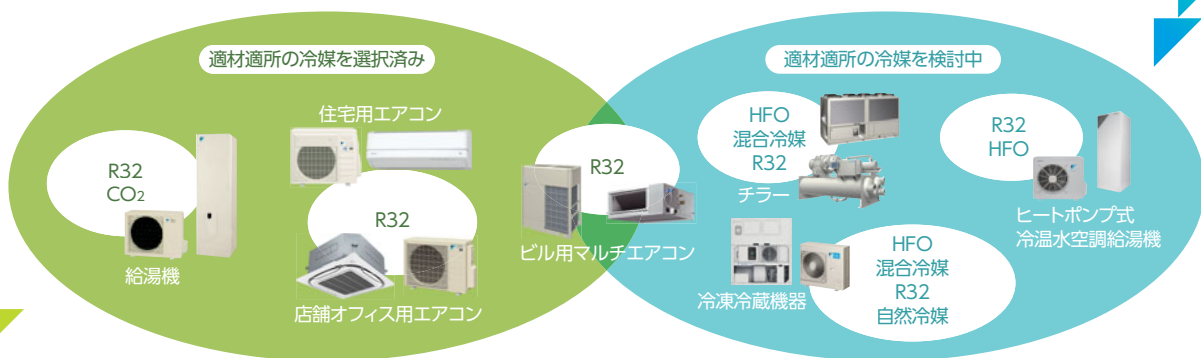 適材適所の冷媒を選択済み
適材適所の冷媒を検討中
住宅用エアコン
R32
CO2
給湯機
R32
店舗オフィス用エアコン
R32
ビル用マルチエアコン
HFO
混合冷媒
R32
チラー
R32
HFO
ヒートポンプ式
冷温水空調給湯機
冷凍冷蔵機器
HFO
混合冷媒
R32
自然冷媒